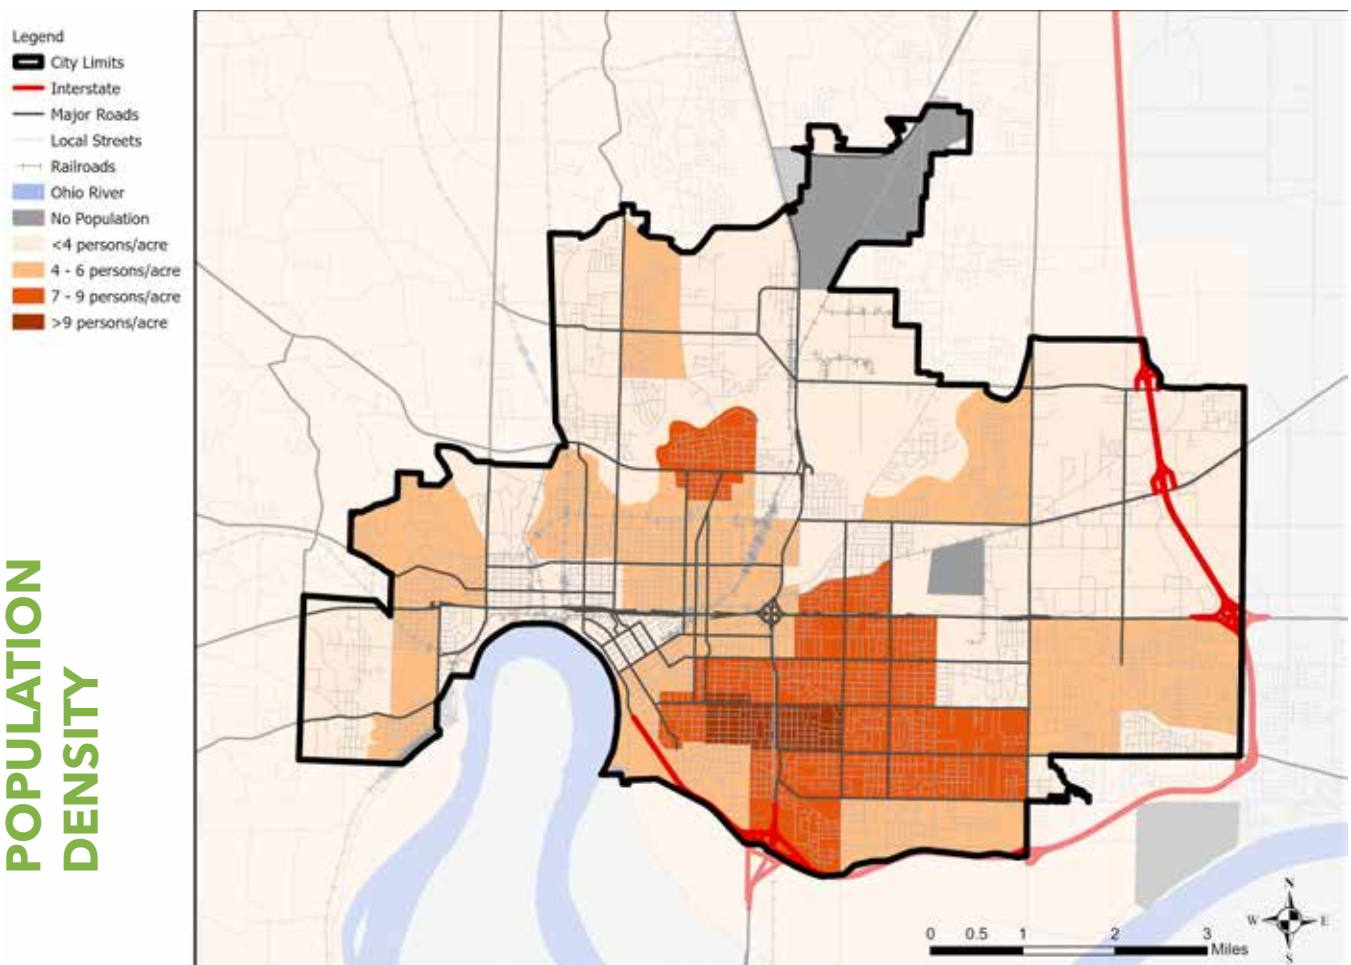 Legend
City Limits
Interstate
Major Roads
Local Streets
Railroads
Ohio River
No Population
<4 persons/acre
4 - 6 persons/acre
7 - 9 persons/acre
>9 persons/acre
POPULATION
DENSITY
N
W E
S
0 0.5 1 2 3
Miles